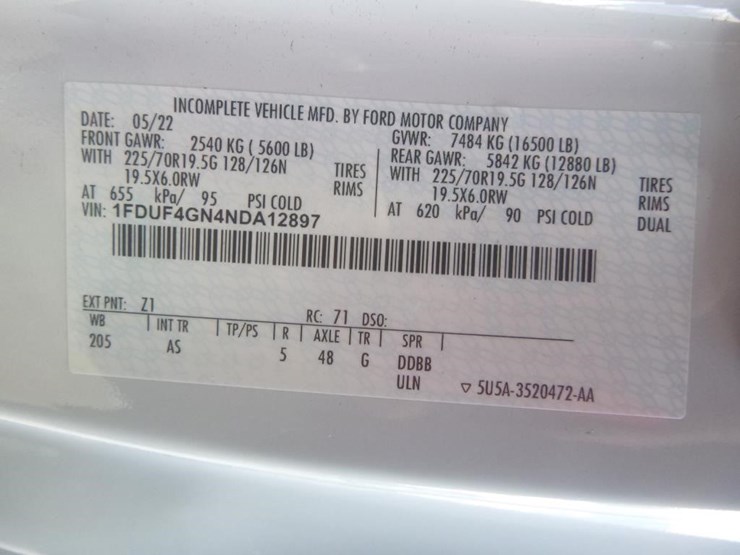 INCOMPLETE VEHICLE MFD. BY FORD MOTOR COMPANY
DATE: 05/22 GVWR: 7484 KG (16500 LB)
FRONT GAWR: 2540 KG ( 5600 LB) REAR GAWR: 5842 KG (12880 LB)
WITH 225/70R19.5G 128/126N TIRES WITH 225/70R19.5G 128/126N TIRES
19.5X6.0RW RIMS 19.5X6.0RW RIMS
AT 655 kPa/ 95 PSI COLD AT 620 kPa/ 90 PSI COLD DUAL
VIN: 1FDUF4GN4NDA12897
EXT PNT: Z1 RC: 71 DSO:
WB INT TR TP/PS R AXLE TR SPR
205 AS 5 48 G DDBB
ULN ▽ 5U5A-3520472-AA